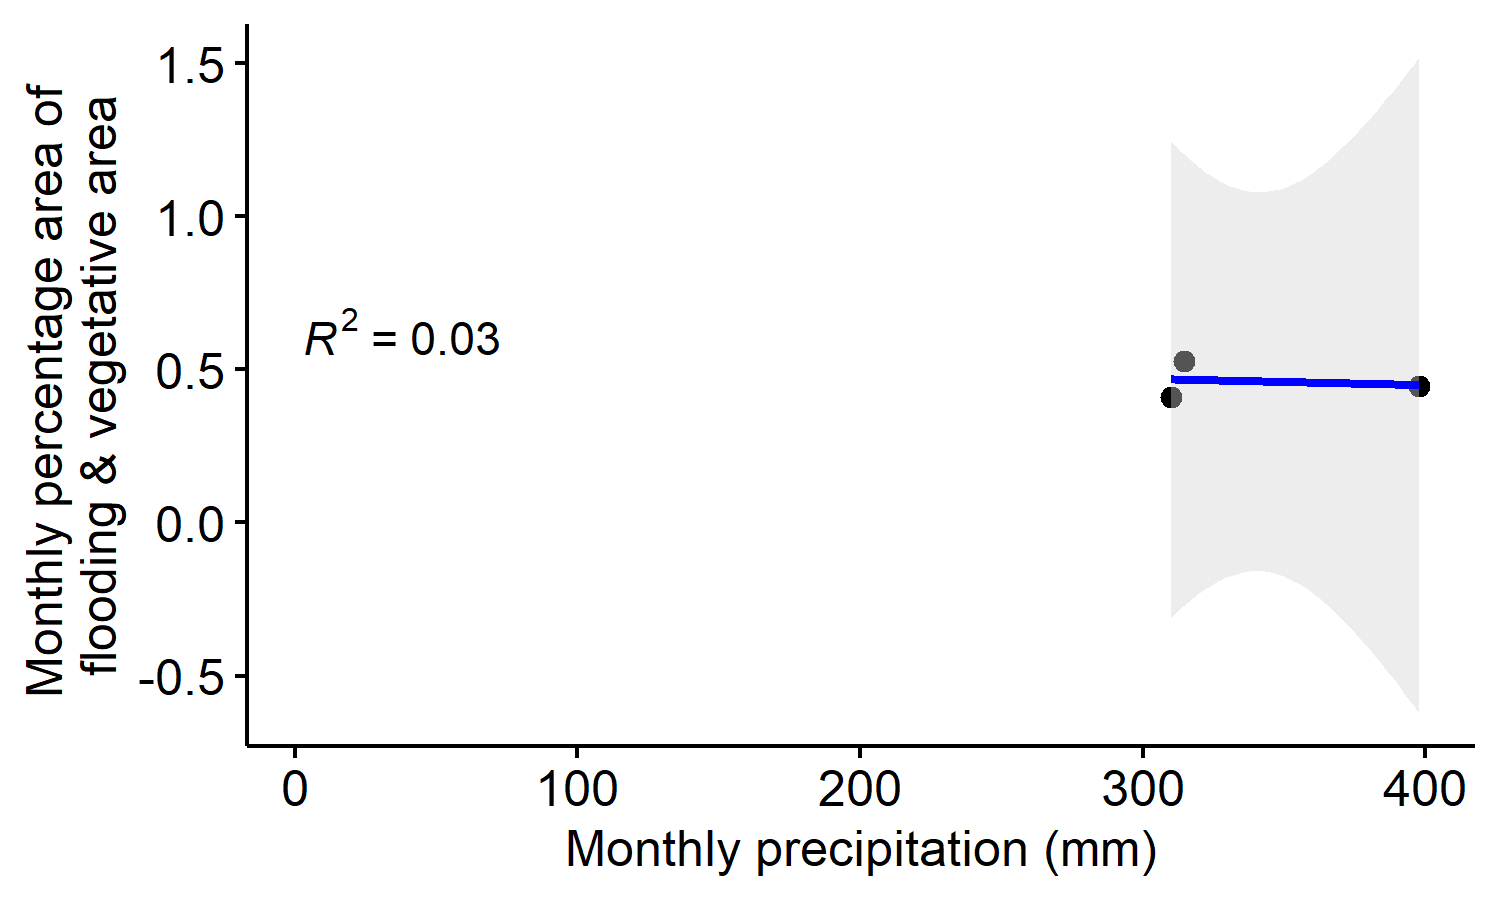 Monthly percentage area of
flooding & vegetative area
1.5
1.0
0.5
0.0
-0.5
R² = 0.03
0 100 200 300 400
Monthly precipitation (mm)